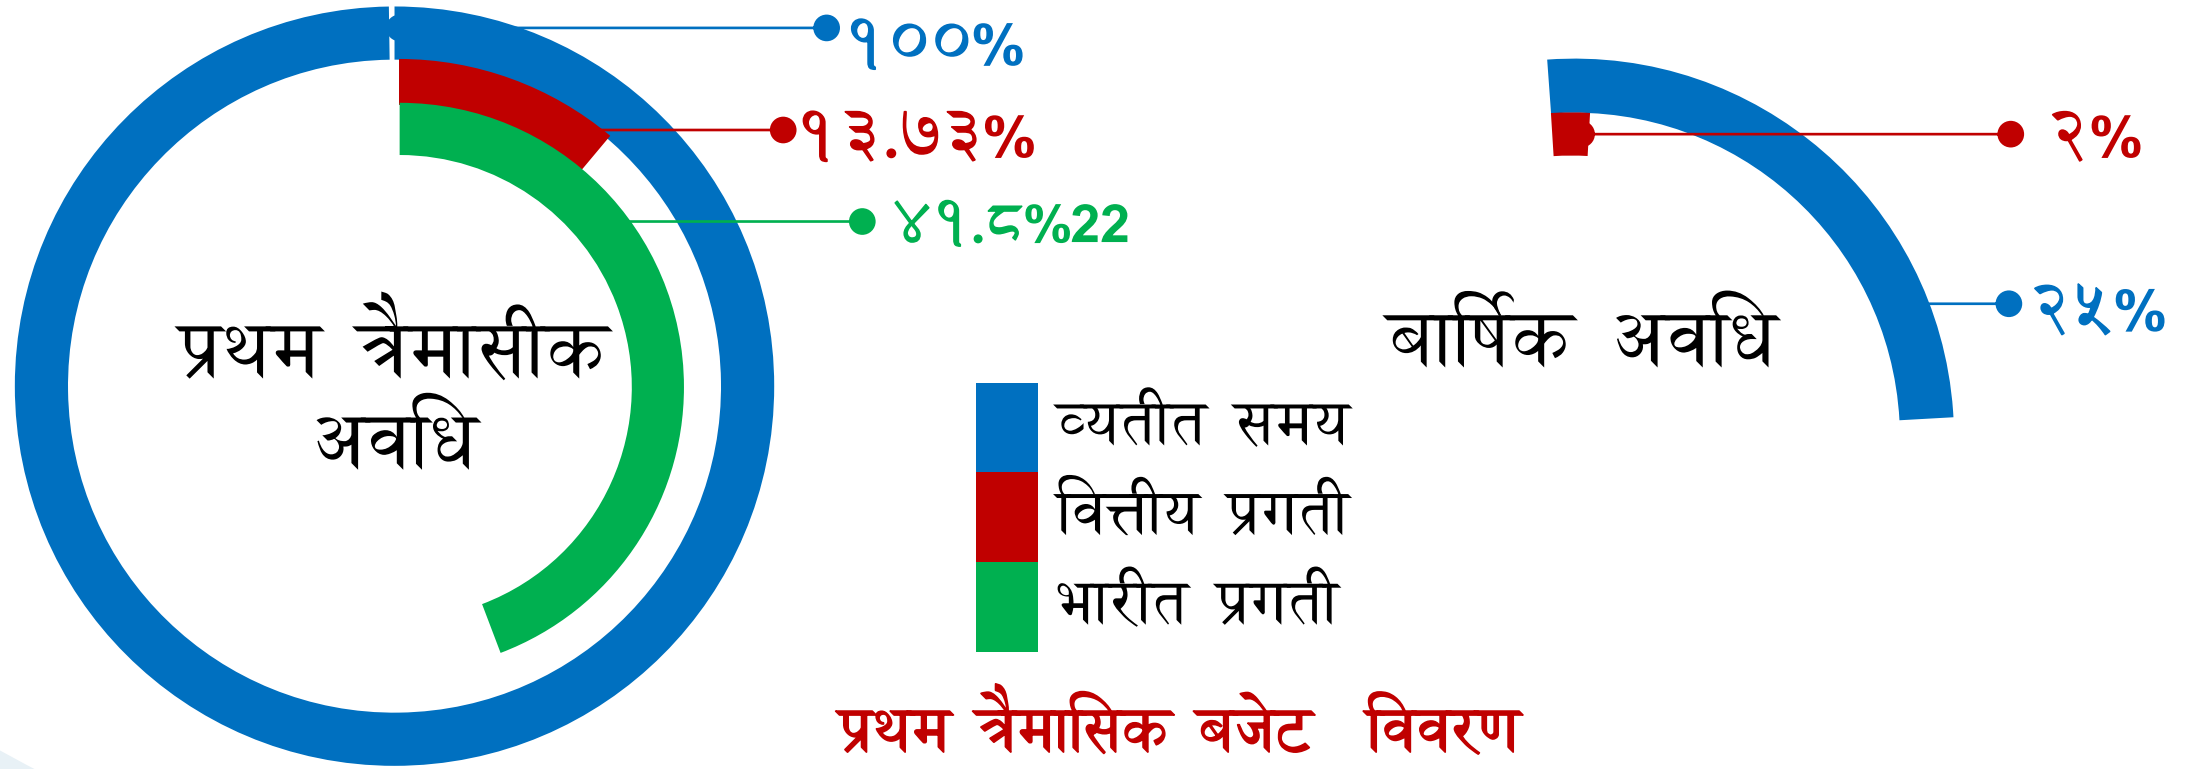 १००%
१३.७३%
४१.८%22
प्रथम त्रैमासीक
अवधि
२%
२५%
बार्षिक अवधि
व्यतीत समय
वित्तीय प्रगती
भारीत प्रगती
प्रथम त्रैमासिक बजेट विवरण